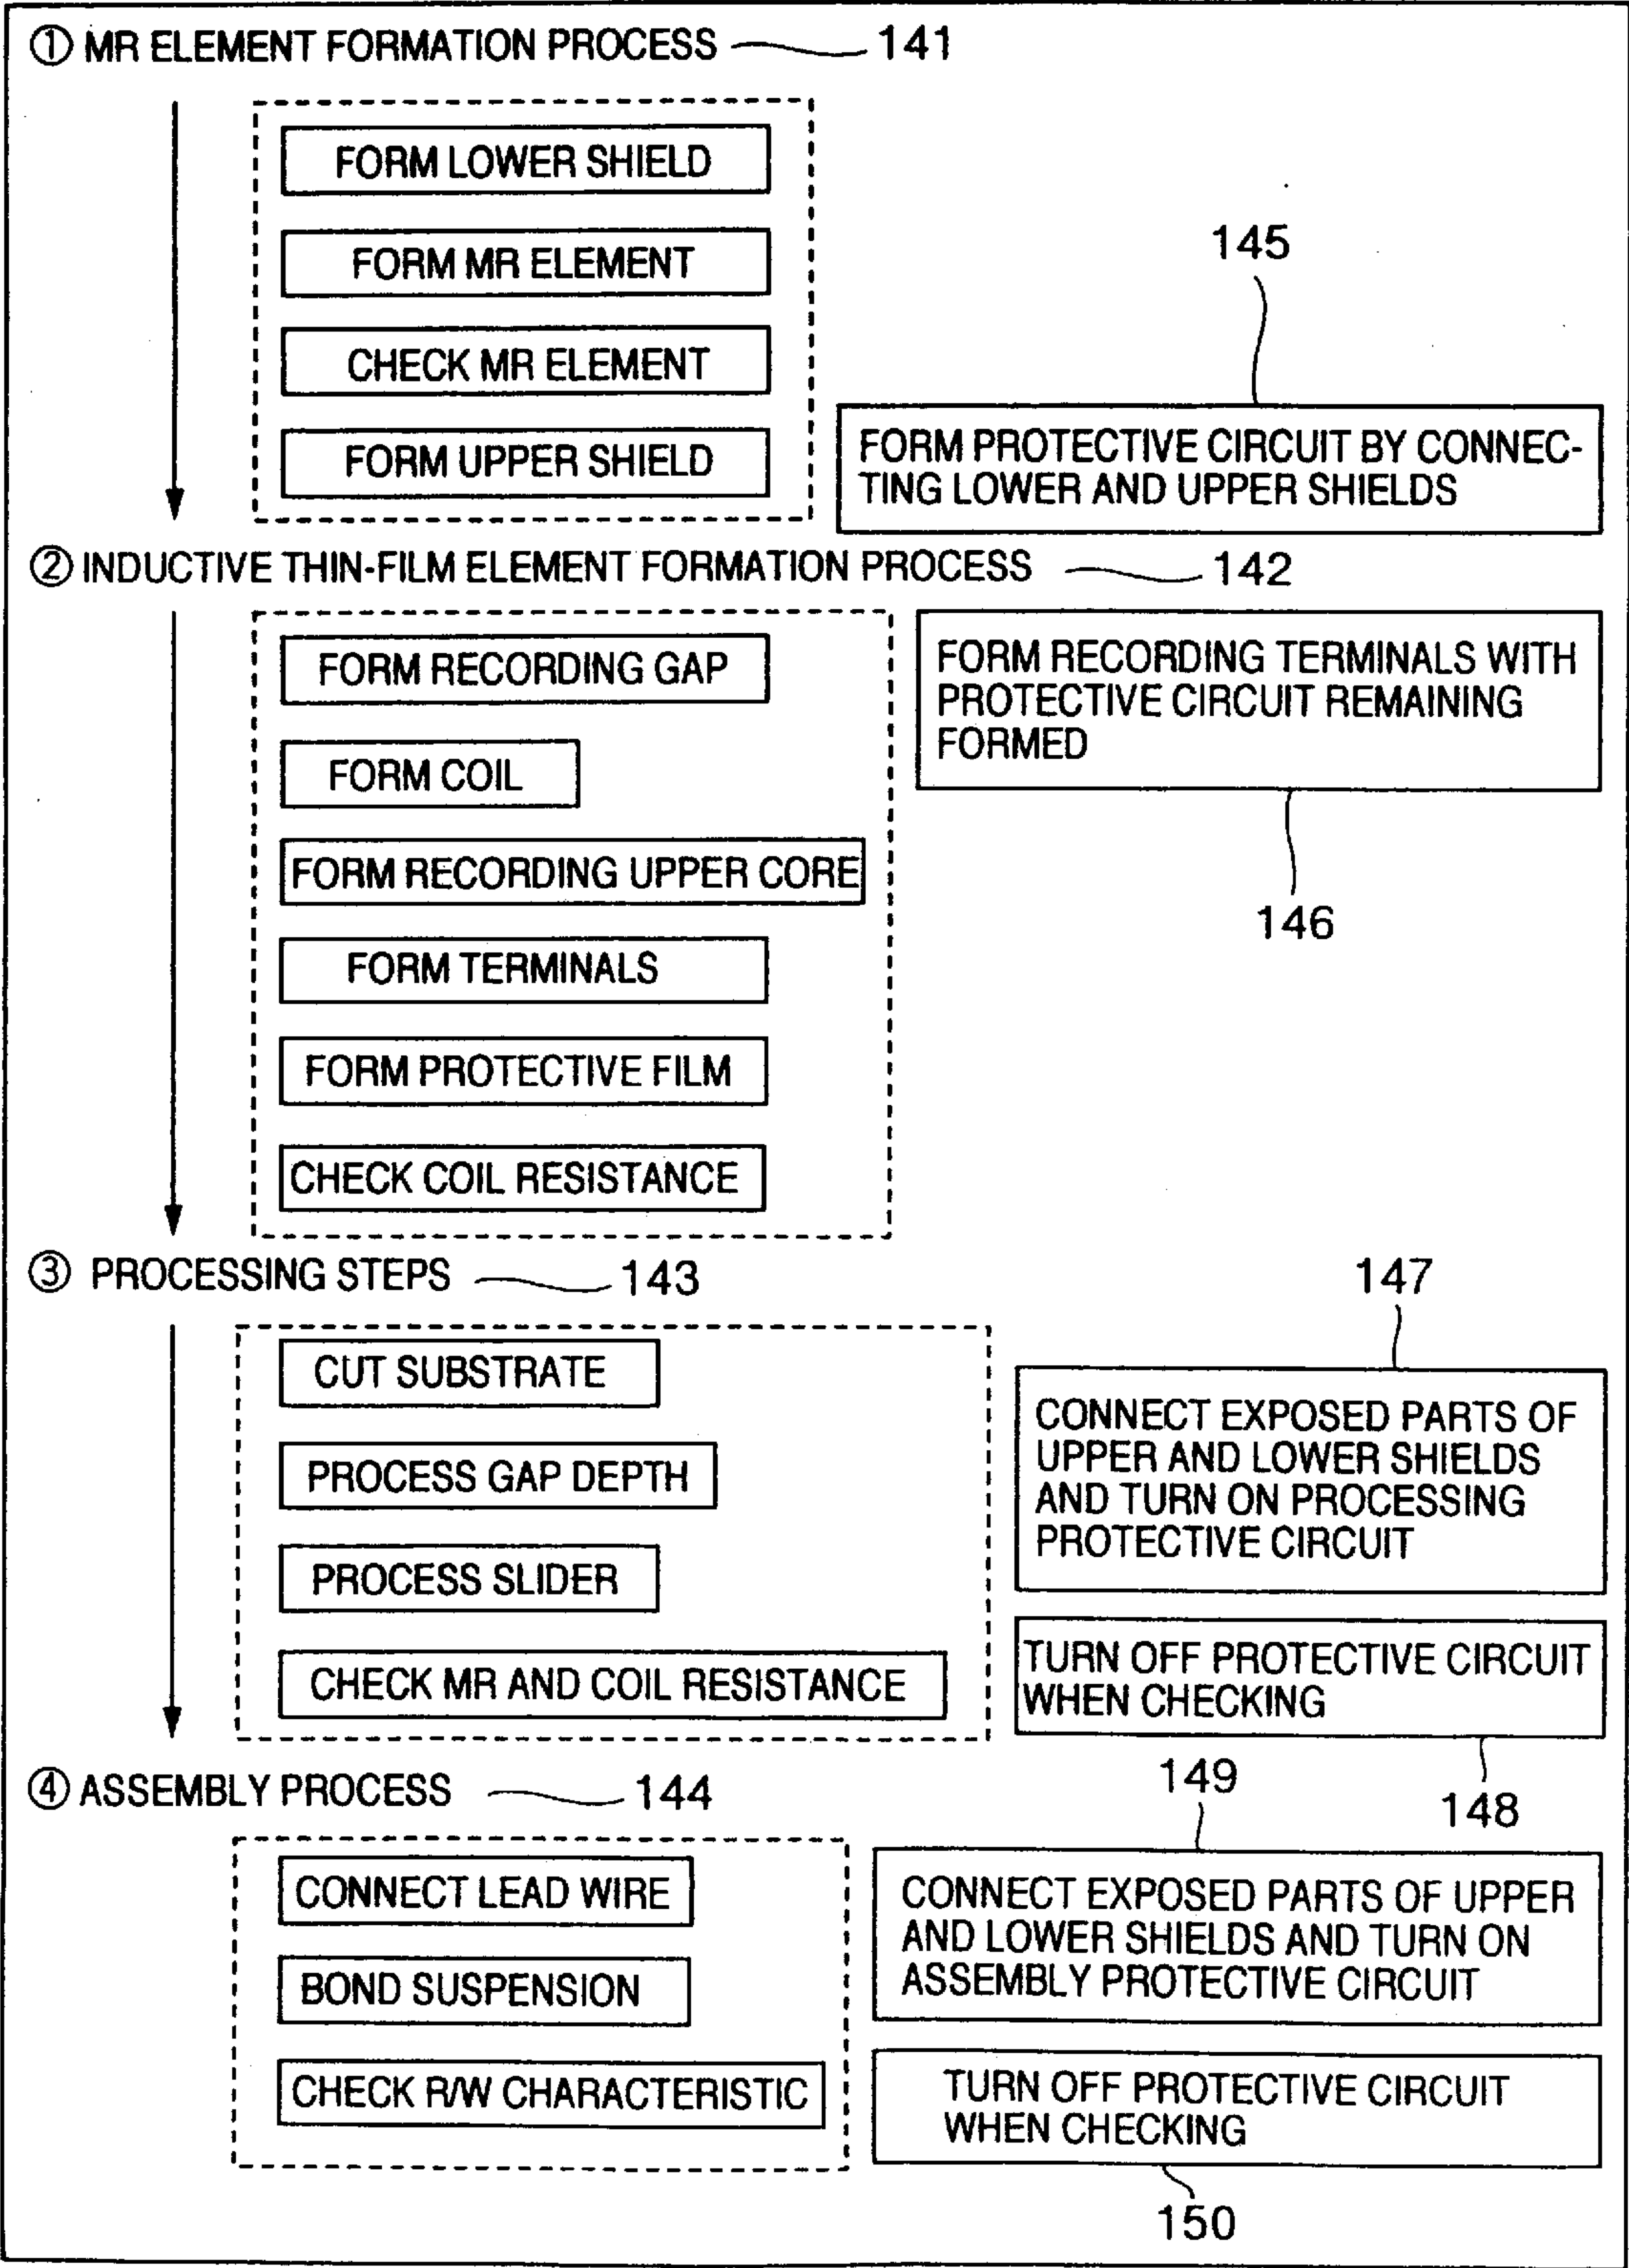 ① MR ELEMENT FORMATION PROCESS 141
FORM LOWER SHIELD
FORM MR ELEMENT
CHECK MR ELEMENT
FORM UPPER SHIELD
145
FORM PROTECTIVE CIRCUIT BY CONNEC-
TING LOWER AND UPPER SHIELDS
② INDUCTIVE THIN-FILM ELEMENT FORMATION PROCESS 142
FORM RECORDING GAP
FORM COIL
FORM RECORDING UPPER CORE
FORM TERMINALS
FORM PROTECTIVE FILM
CHECK COIL RESISTANCE
FORM RECORDING TERMINALS WITH
PROTECTIVE CIRCUIT REMAINING
FORMED
146
③ PROCESSING STEPS 143
CUT SUBSTRATE
PROCESS GAP DEPTH
PROCESS SLIDER
CHECK MR AND COIL RESISTANCE
147
CONNECT EXPOSED PARTS OF
UPPER AND LOWER SHIELDS
AND TURN ON PROCESSING
PROTECTIVE CIRCUIT
TURN OFF PROTECTIVE CIRCUIT
WHEN CHECKING
148
④ ASSEMBLY PROCESS 144
CONNECT LEAD WIRE
BOND SUSPENSION
CHECK R/W CHARACTERISTIC
149
CONNECT EXPOSED PARTS OF UPPER
AND LOWER SHIELDS AND TURN ON
ASSEMBLY PROTECTIVE CIRCUIT
TURN OFF PROTECTIVE CIRCUIT
WHEN CHECKING
150